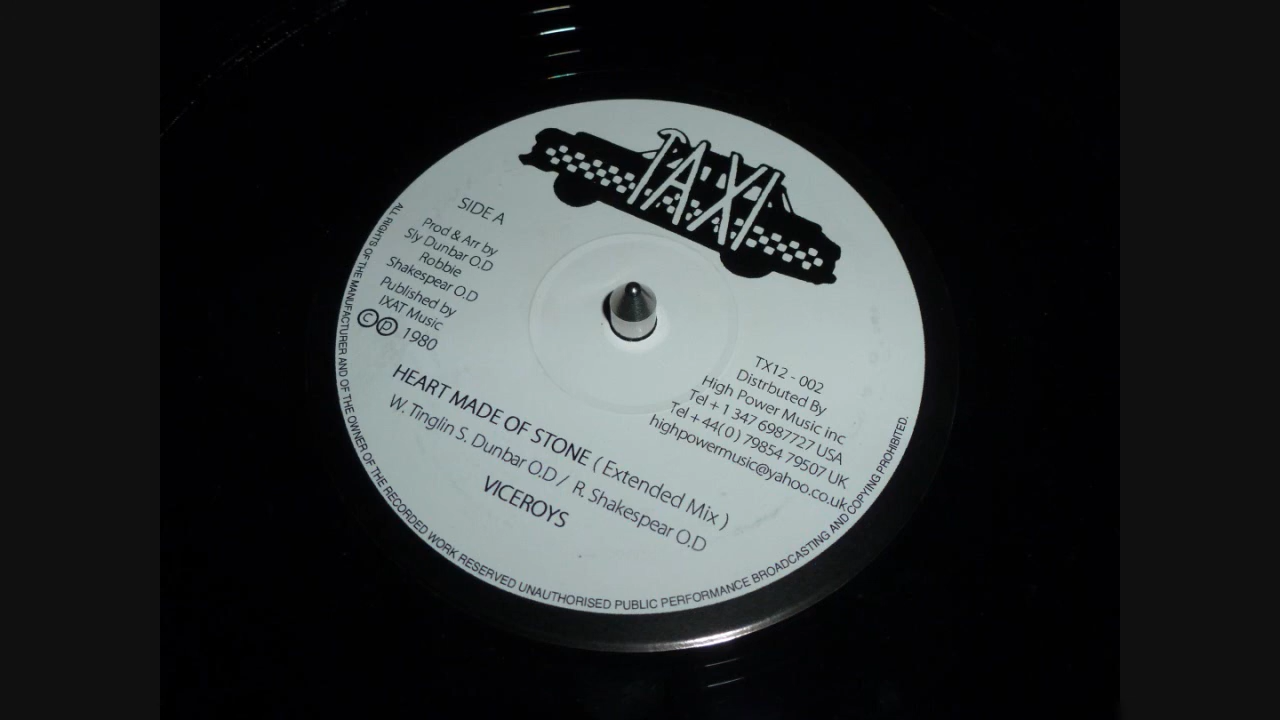 TAXI
SIDE A
Prod & Arr by
Sly Dunbar O.D
Robbie
Shakespear O.D
Published by
IXAT Music
©℗ 1980
TX12 - 002
Distrbuted By
High Power Music inc
Tel + 1 347 6987727 USA
Tel + 44( 0 ) 79854 79507 UK
highpowermusic@yahoo.co.uk
HEART MADE OF STONE ( Extended Mix )
W. Tinglin S. Dunbar O.D / R. Shakespear O.D
VICEROYS
ALL RIGHTS OF THE MANUFACTURER AND OF THE OWNER OF THE RECORDED WORK RESERVED UNAUTHORISED PUBLIC PERFORMANCE BROADCASTING AND COPYING PROHIBITED.